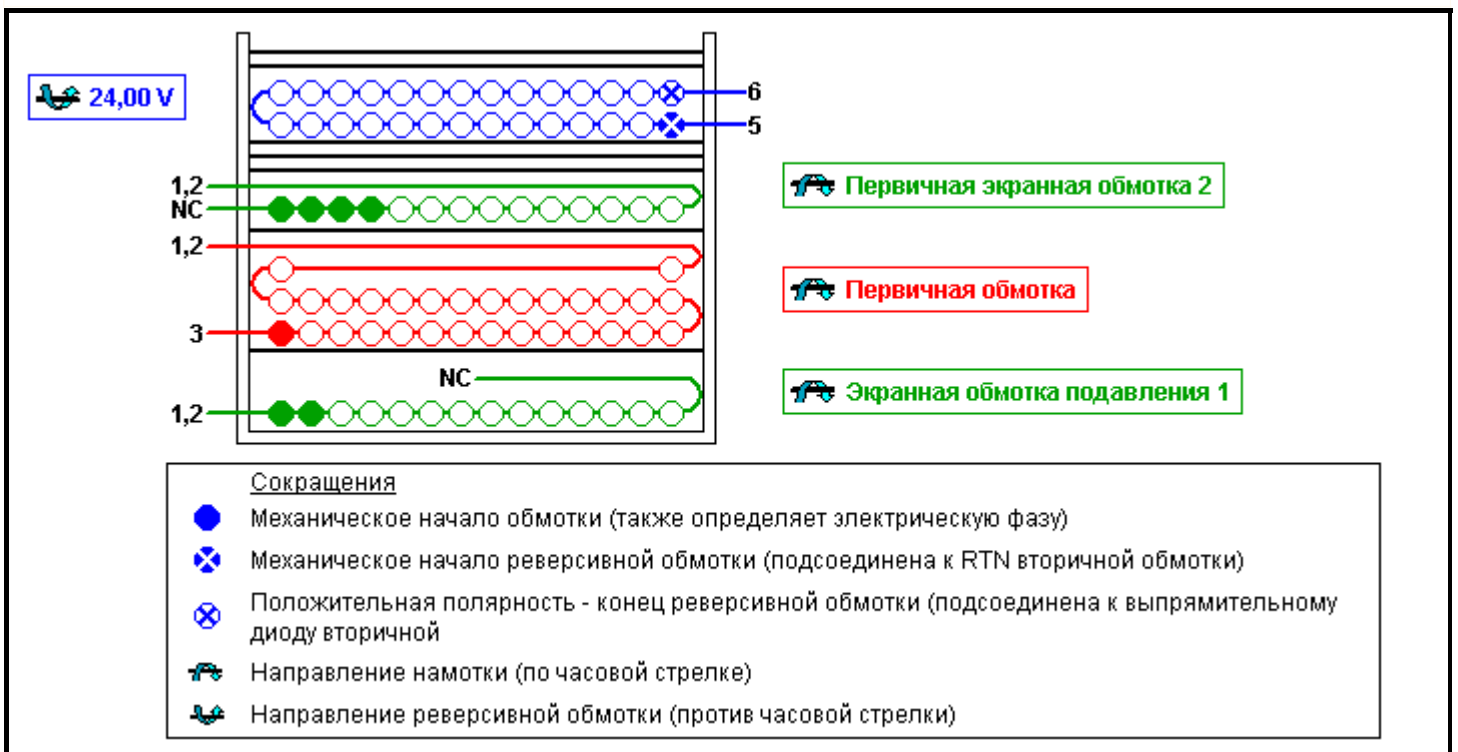 24,00 V
6
5
1,2
NC
Первичная экранная обмотка 2
1,2
Первичная обмотка
3
NC
Экранная обмотка подавления 1
1,2
Сокращения
Механическое начало обмотки (также определяет электрическую фазу)
Механическое начало реверсивной обмотки (подсоединена к RTN вторичной обмотки)
Положительная полярность - конец реверсивной обмотки (подсоединена к выпрямительному
диоду вторичной
Направление намотки (по часовой стрелке)
Направление реверсивной обмотки (против часовой стрелки)